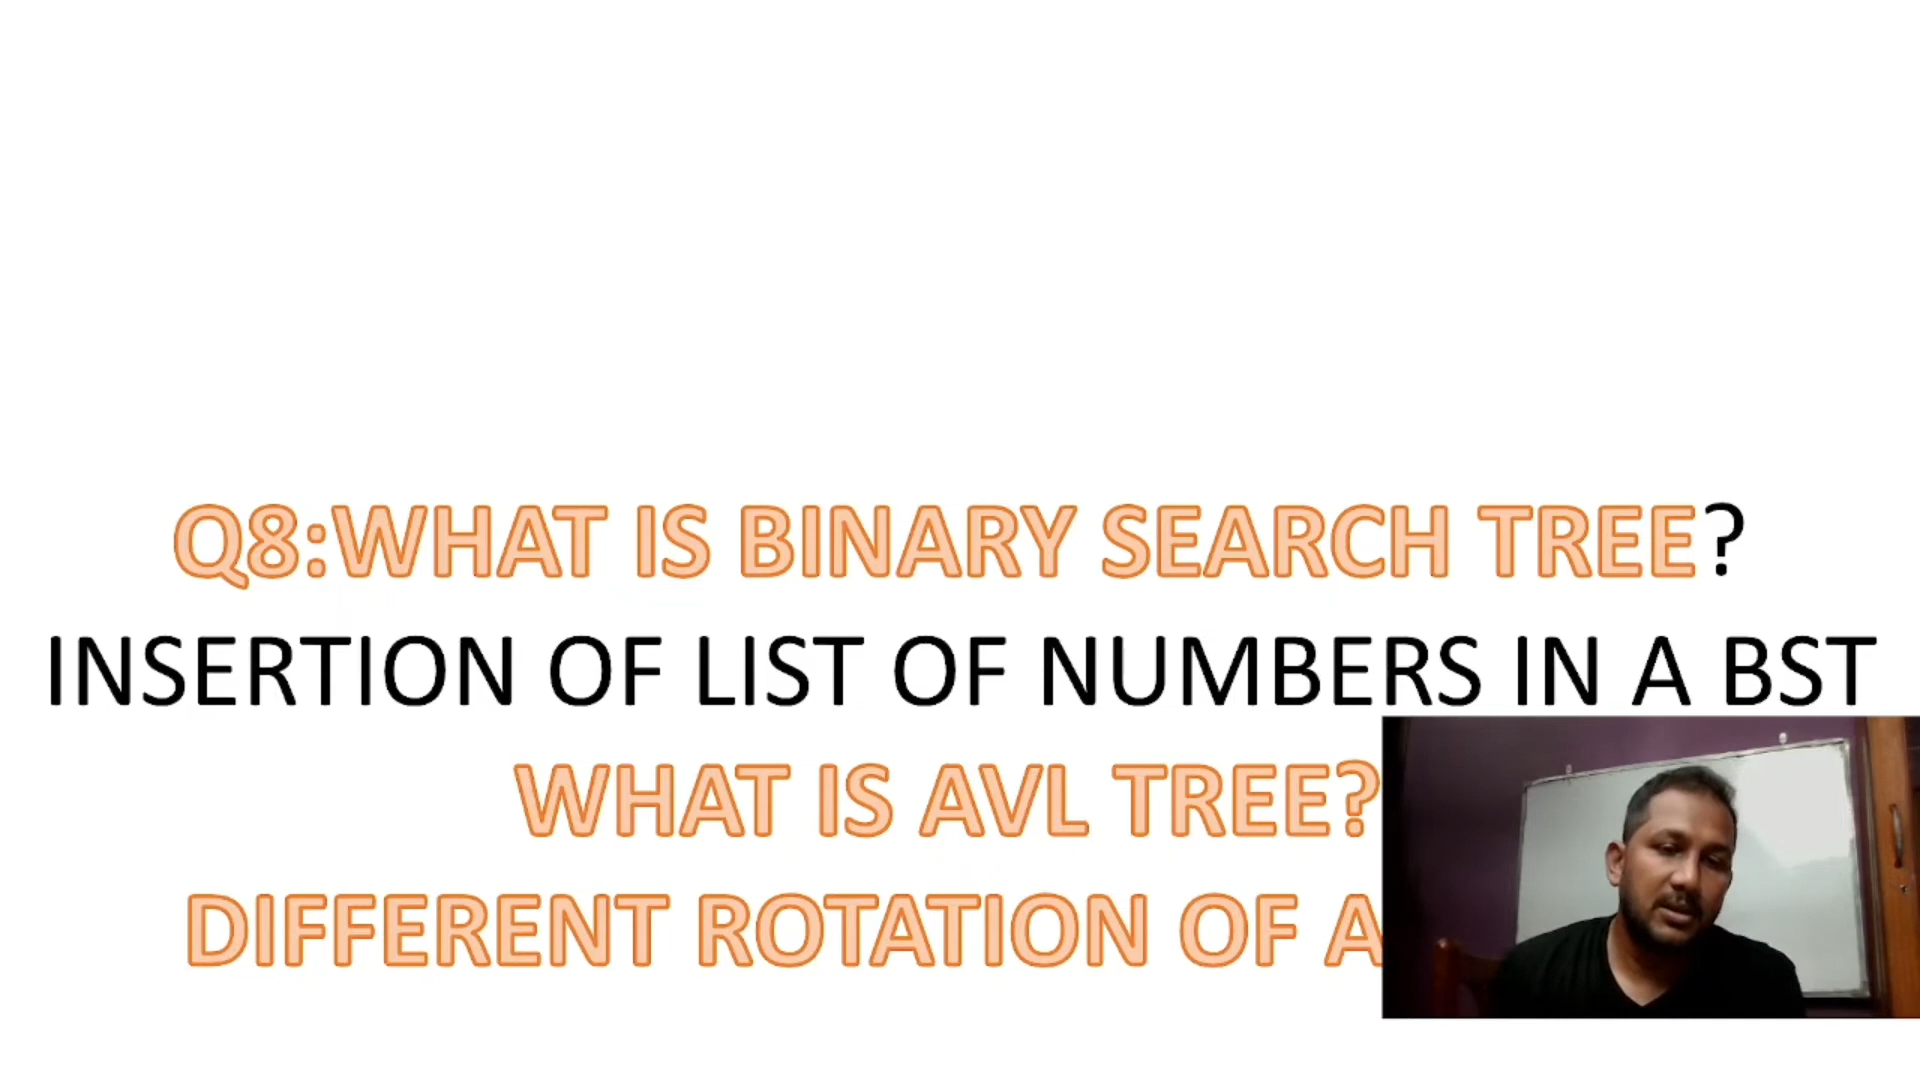 Q8:WHAT IS BINARY SEARCH TREE?
INSERTION OF LIST OF NUMBERS IN A BST
WHAT IS AVL TREE?
DIFFERENT ROTATION OF A